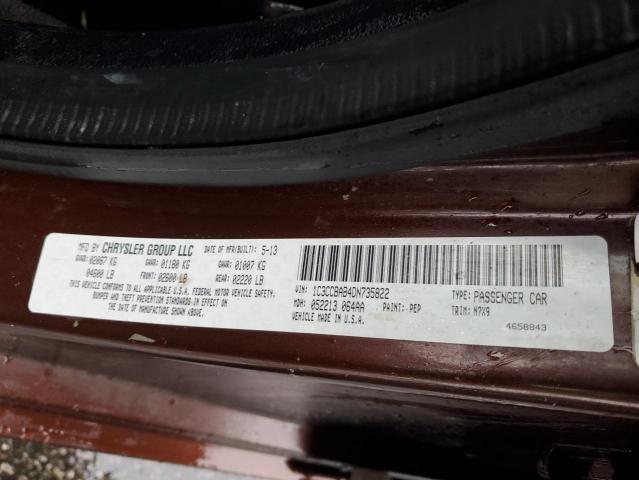 MFD BY CHRYSLER GROUP LLC DATE OF MFR(BUILT): 5-13
GVWR: 02087 KG GAWR: 01180 KG GAWR: 01007 KG
04600 LB FRONT: 02600 LB REAR: 02220 LB
THIS VEHICLE CONFORMS TO ALL APPLICABLE U.S.A. FEDERAL MOTOR VEHICLE SAFETY,
BUMPER AND THEFT PREVENTION STANDARDS IN EFFECT ON
THE DATE OF MANUFACTURE SHOWN ABOVE.
VIN: 1C3CCBAB4DN735822 TYPE: PASSENGER CAR
MDH: 052213 064AA PAINT: PEP TRIM: M7X9
VEHICLE MADE IN U.S.A. 4658843